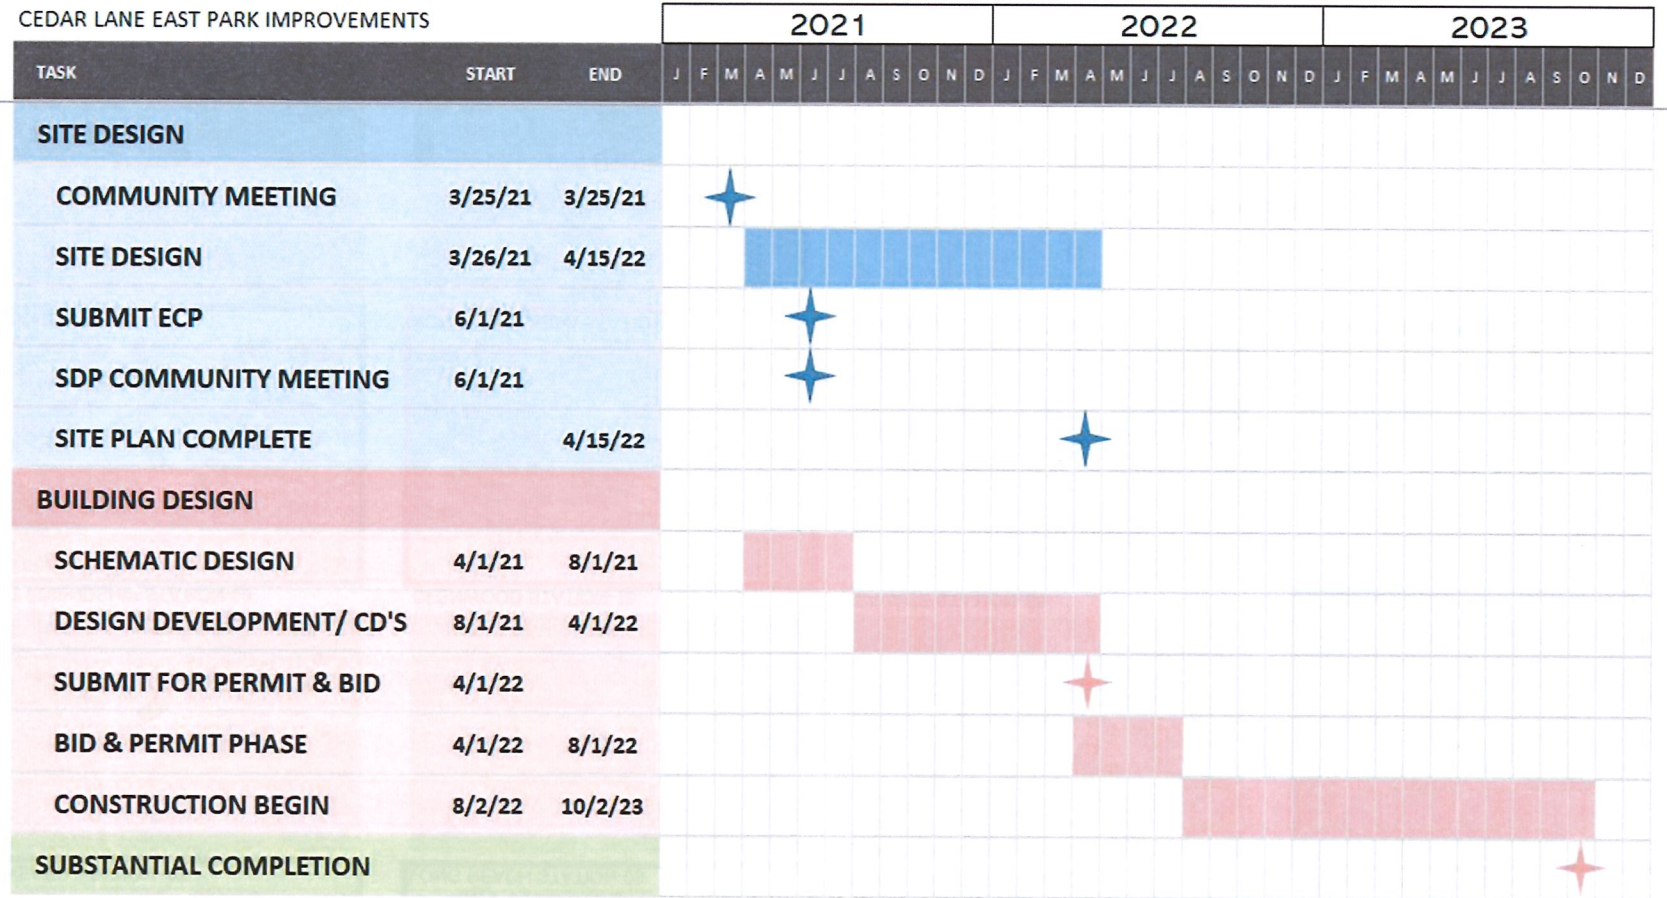 CEDAR LANE EAST PARK IMPROVEMENTS 2021 2022 2023
TASK START END J F M A M J J A S O N D J F M A M J J A S O N D J F M A M J J A S O N D
SITE DESIGN
COMMUNITY MEETING 3/25/21 3/25/21
SITE DESIGN 3/26/21 4/15/22
SUBMIT ECP 6/1/21
SDP COMMUNITY MEETING 6/1/21
SITE PLAN COMPLETE 4/15/22
BUILDING DESIGN
SCHEMATIC DESIGN 4/1/21 8/1/21
DESIGN DEVELOPMENT/ CD'S 8/1/21 4/1/22
SUBMIT FOR PERMIT & BID 4/1/22
BID & PERMIT PHASE 4/1/22 8/1/22
CONSTRUCTION BEGIN 8/2/22 10/2/23
SUBSTANTIAL COMPLETION